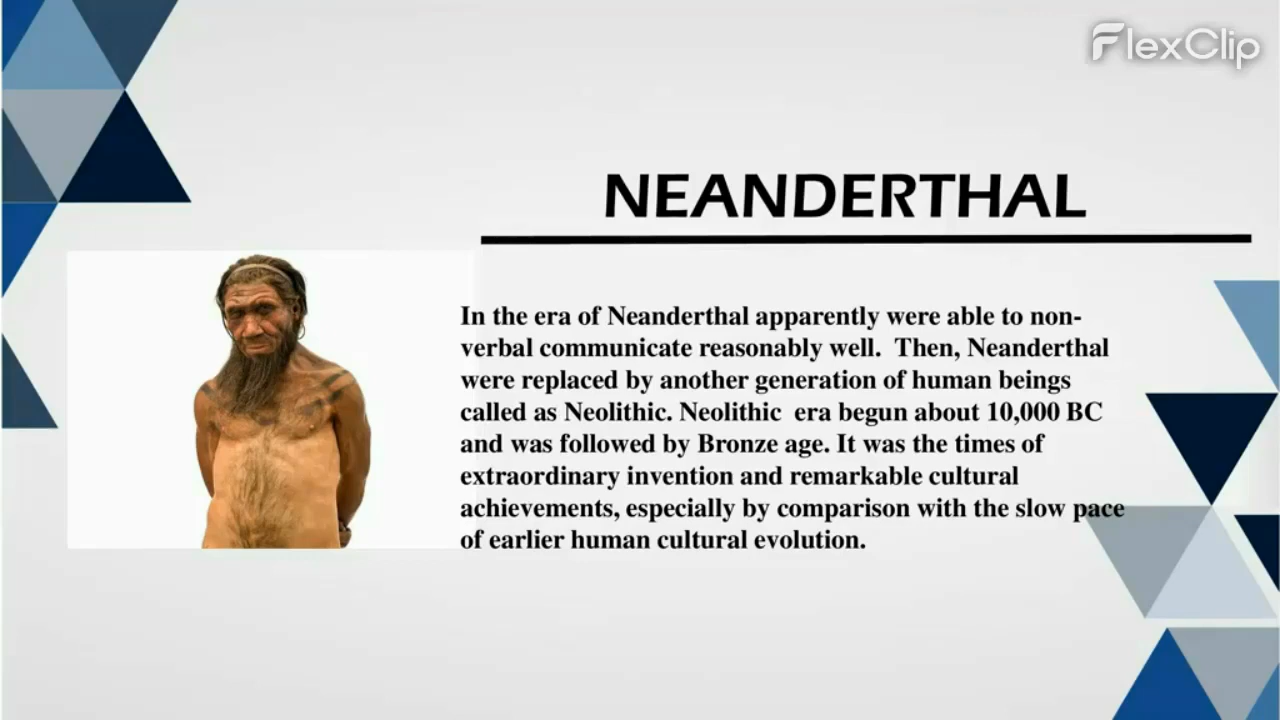 FlexClip
NEANDERTHAL
In the era of Neanderthal apparently were able to non-
verbal communicate reasonably well.  Then, Neanderthal
were replaced by another generation of human beings
called as Neolithic. Neolithic  era begun about 10,000 BC
and was followed by Bronze age. It was the times of
extraordinary invention and remarkable cultural
achievements, especially by comparison with the slow pace
of earlier human cultural evolution.